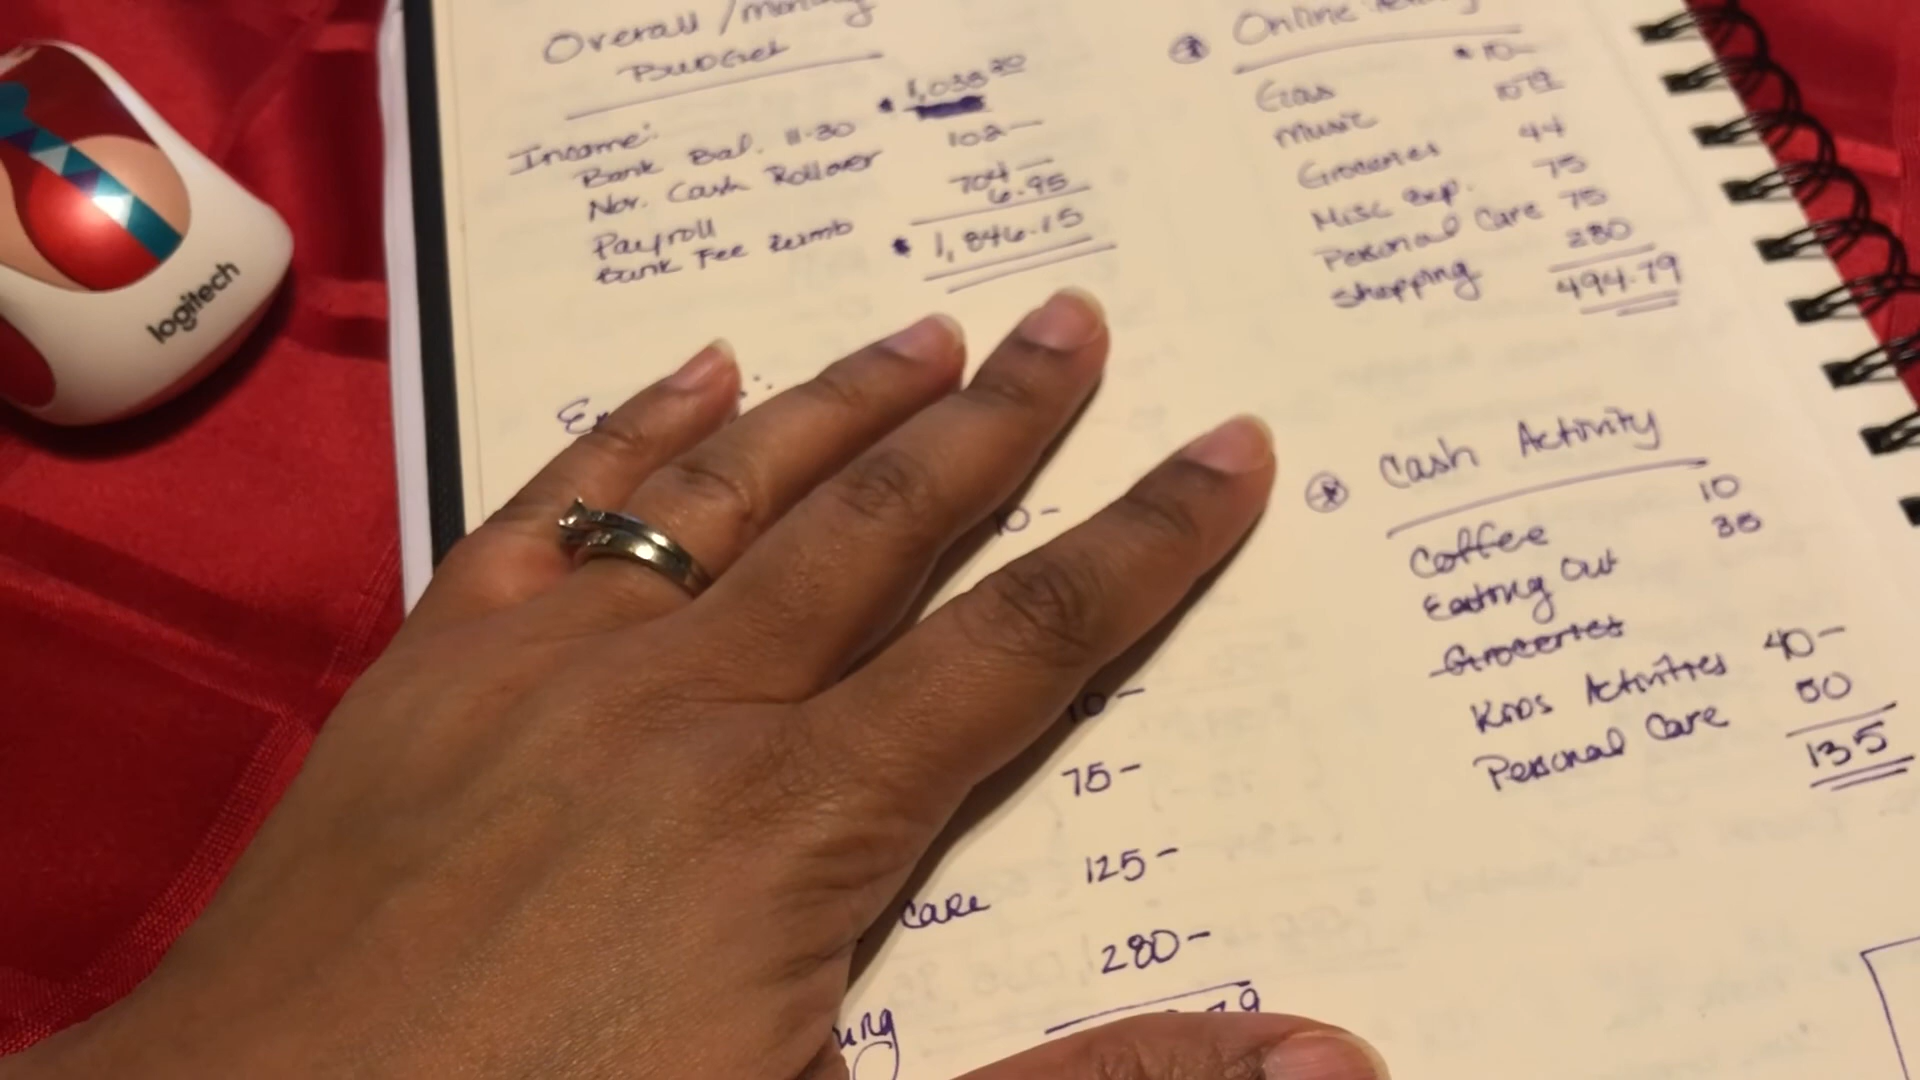 logitech
Overall /
Budget
Income:
Bank Bal. 11-30 $ 1,033 20
Nov. Cash Rollover 102-
Payroll 704-
Bank Fee 6.95
$ 1,846.15
10-
10-
75-
125-
care
280-
Online
Gas $10-
Music 10 79
Groceries 44
Misc Exp. 75
Personal Care 75
Shopping 280
494.79
Cash Activity
Coffee 10
Eating Out 35
Groceries
Kids Activities 40-
Personal Care 50
135